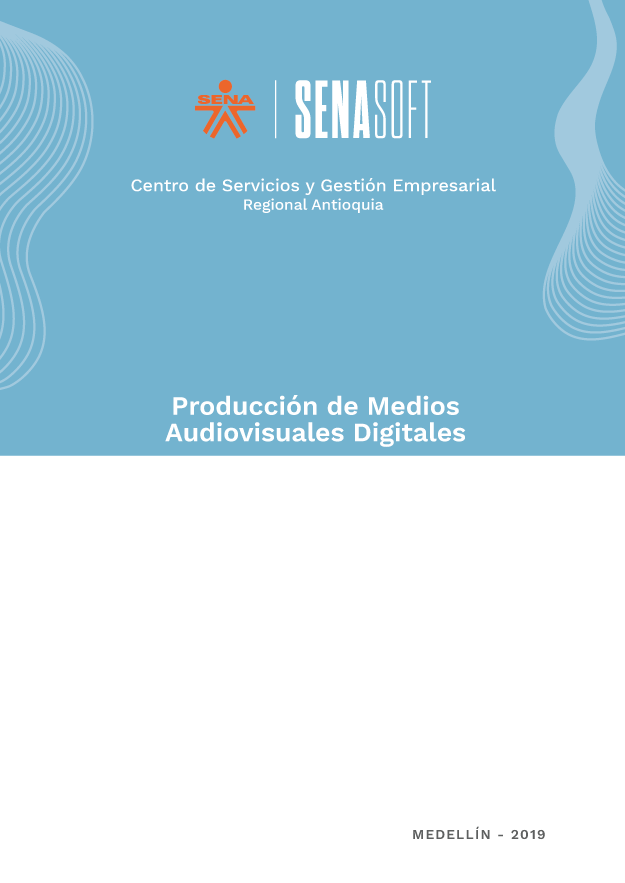 SENA
SENASOFT
Centro de Servicios y Gestión Empresarial
Regional Antioquia
Producción de Medios
Audiovisuales Digitales
MEDELLÍN - 2019